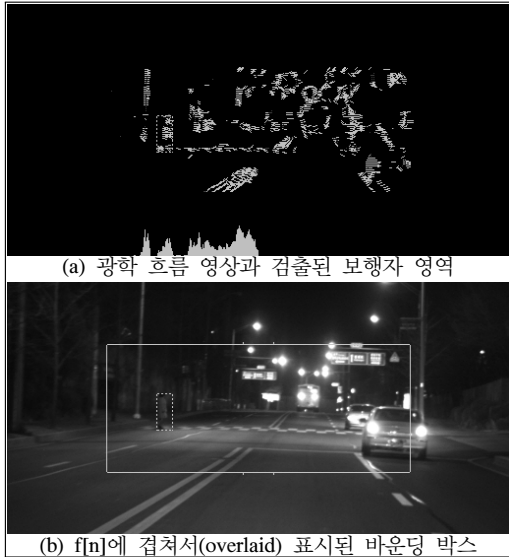 (a) 광학 흐름 영상과 검출된 보행자 영역
(b) f[n]에 겹쳐서(overlaid) 표시된 바운딩 박스